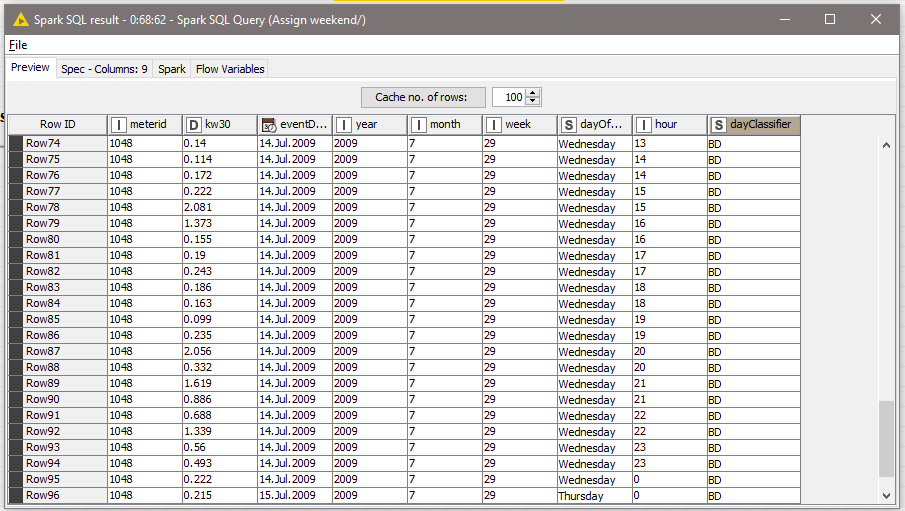 Spark SQL result - 0:68:62 - Spark SQL Query (Assign weekend/)
File
Preview Spec - Columns: 9 Spark Flow Variables
Cache no. of rows: 100
Row ID I meterid D kw30 eventD... I year I month I week S dayOf... I hour S dayClassifier
Row74 1048 0.14 14.Jul.2009 2009 7 29 Wednesday 13 BD
Row75 1048 0.114 14.Jul.2009 2009 7 29 Wednesday 14 BD
Row76 1048 0.172 14.Jul.2009 2009 7 29 Wednesday 14 BD
Row77 1048 0.222 14.Jul.2009 2009 7 29 Wednesday 15 BD
Row78 1048 2.081 14.Jul.2009 2009 7 29 Wednesday 15 BD
Row79 1048 1.373 14.Jul.2009 2009 7 29 Wednesday 16 BD
Row80 1048 0.155 14.Jul.2009 2009 7 29 Wednesday 16 BD
Row81 1048 0.19 14.Jul.2009 2009 7 29 Wednesday 17 BD
Row82 1048 0.243 14.Jul.2009 2009 7 29 Wednesday 17 BD
Row83 1048 0.186 14.Jul.2009 2009 7 29 Wednesday 18 BD
Row84 1048 0.163 14.Jul.2009 2009 7 29 Wednesday 18 BD
Row85 1048 0.099 14.Jul.2009 2009 7 29 Wednesday 19 BD
Row86 1048 0.235 14.Jul.2009 2009 7 29 Wednesday 19 BD
Row87 1048 2.056 14.Jul.2009 2009 7 29 Wednesday 20 BD
Row88 1048 0.332 14.Jul.2009 2009 7 29 Wednesday 20 BD
Row89 1048 1.619 14.Jul.2009 2009 7 29 Wednesday 21 BD
Row90 1048 0.886 14.Jul.2009 2009 7 29 Wednesday 21 BD
Row91 1048 0.688 14.Jul.2009 2009 7 29 Wednesday 22 BD
Row92 1048 1.339 14.Jul.2009 2009 7 29 Wednesday 22 BD
Row93 1048 0.56 14.Jul.2009 2009 7 29 Wednesday 23 BD
Row94 1048 0.493 14.Jul.2009 2009 7 29 Wednesday 23 BD
Row95 1048 0.222 14.Jul.2009 2009 7 29 Wednesday 0 BD
Row96 1048 0.215 15.Jul.2009 2009 7 29 Thursday 0 BD